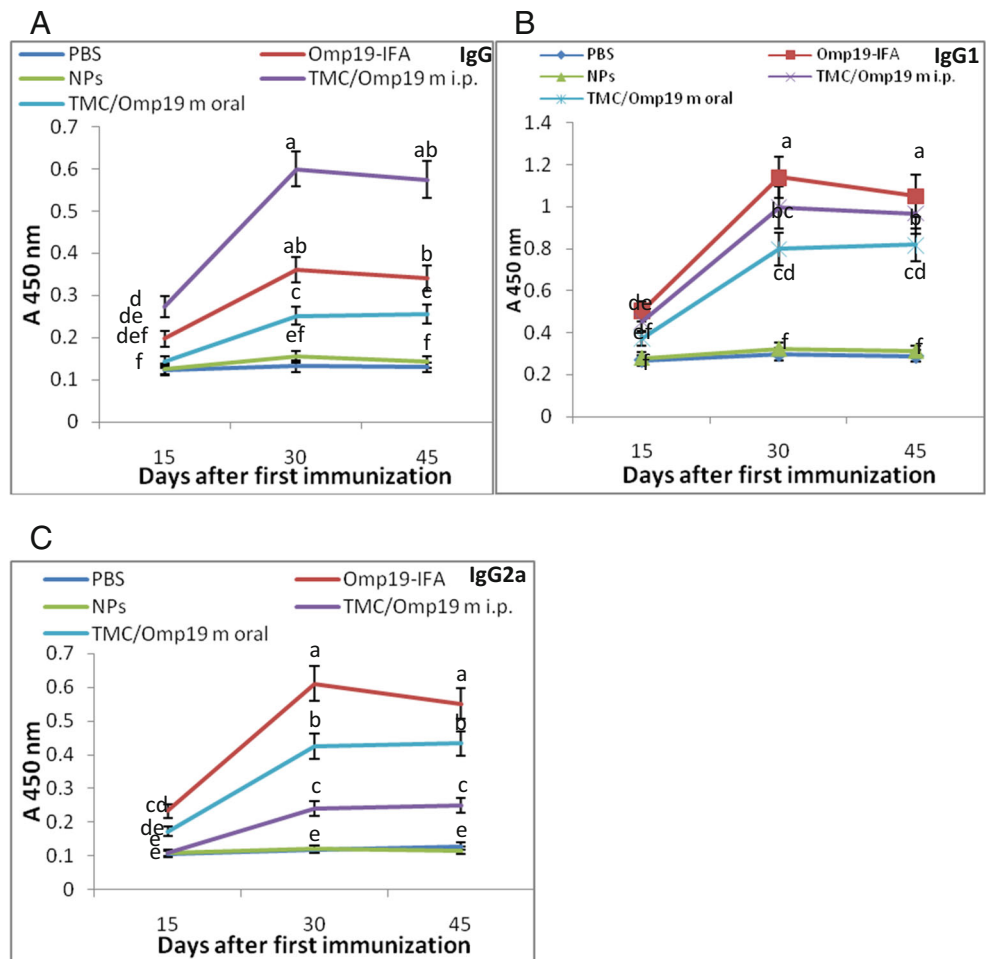 A
PBS Omp19-IFA IgG
NPs TMC/Omp19 m i.p.
TMC/Omp19 m oral
0.7
0.6
0.5
0.4
0.3
0.2
0.1
0
A 450 nm
a ab
ab b
d c e
de
def ef f
f
15 30 45
Days after first immunization
B
PBS Omp19-IFA IgG1
NPs TMC/Omp19 m i.p.
TMC/Omp19 m oral
1.4
1.2
1
0.8
0.6
0.4
0.2
0
A 450 nm
a a
bc b
cd cd
de
ef f f
f
15 30 45
Days after first immunization
C
PBS Omp19-IFA IgG2a
NPs TMC/Omp19 m i.p.
TMC/Omp19 m oral
0.7
0.6
0.5
0.4
0.3
0.2
0.1
0
A 450 nm
a a
b b
cd c c
de
e e e
e
15 30 45
Days after first immunization